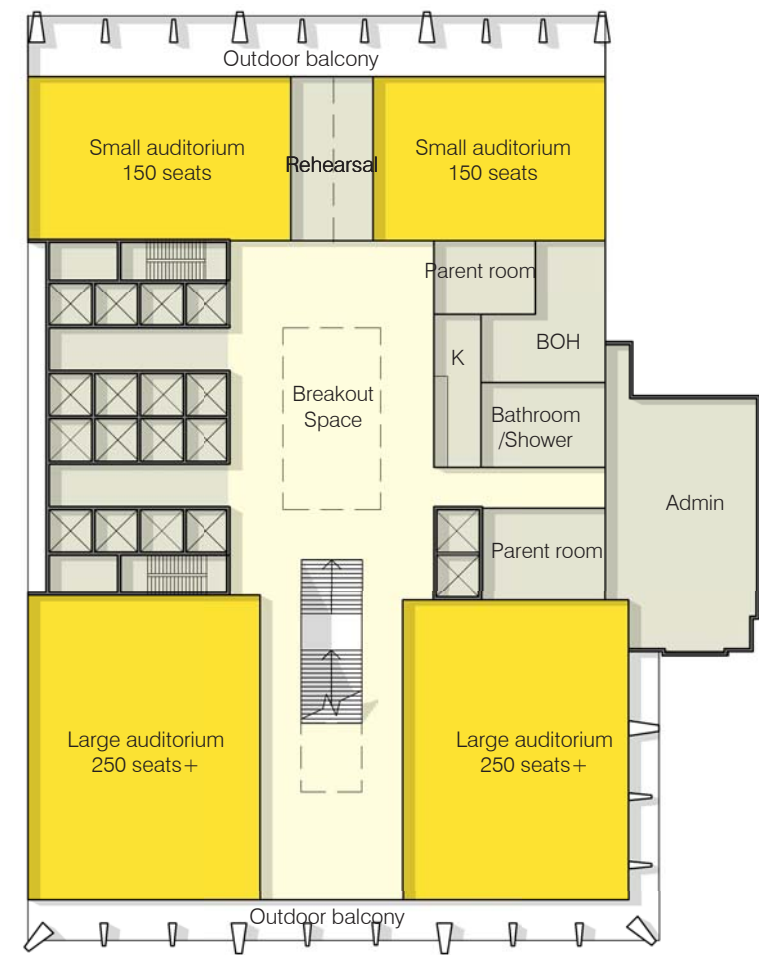 Outdoor balcony
Small auditorium
150 seats
Rehearsal
Small auditorium
150 seats
Parent room
K
BOH
Breakout
Space
Bathroom
/Shower
Admin
Parent room
Large auditorium
250 seats+
Large auditorium
250 seats+
Outdoor balcony